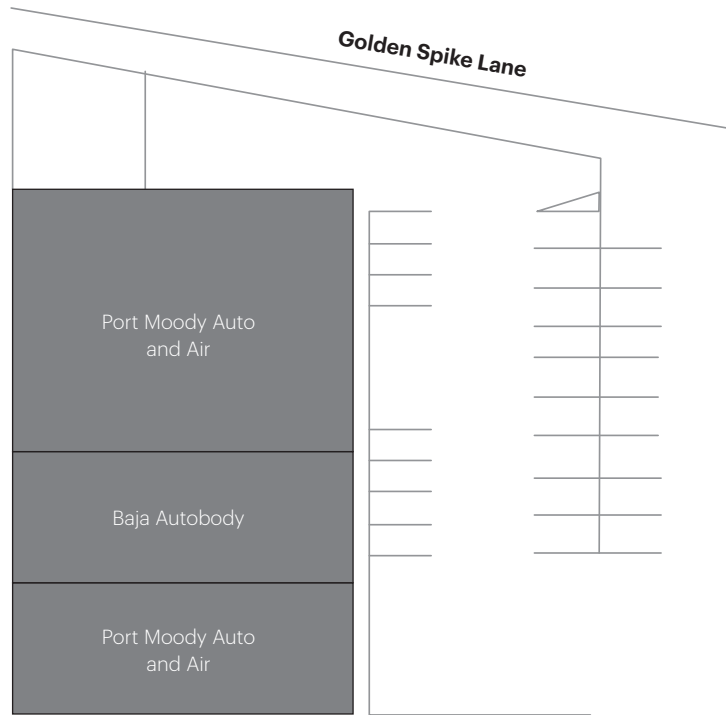 Golden Spike Lane
Port Moody Auto
and Air
Baja Autobody
Port Moody Auto
and Air